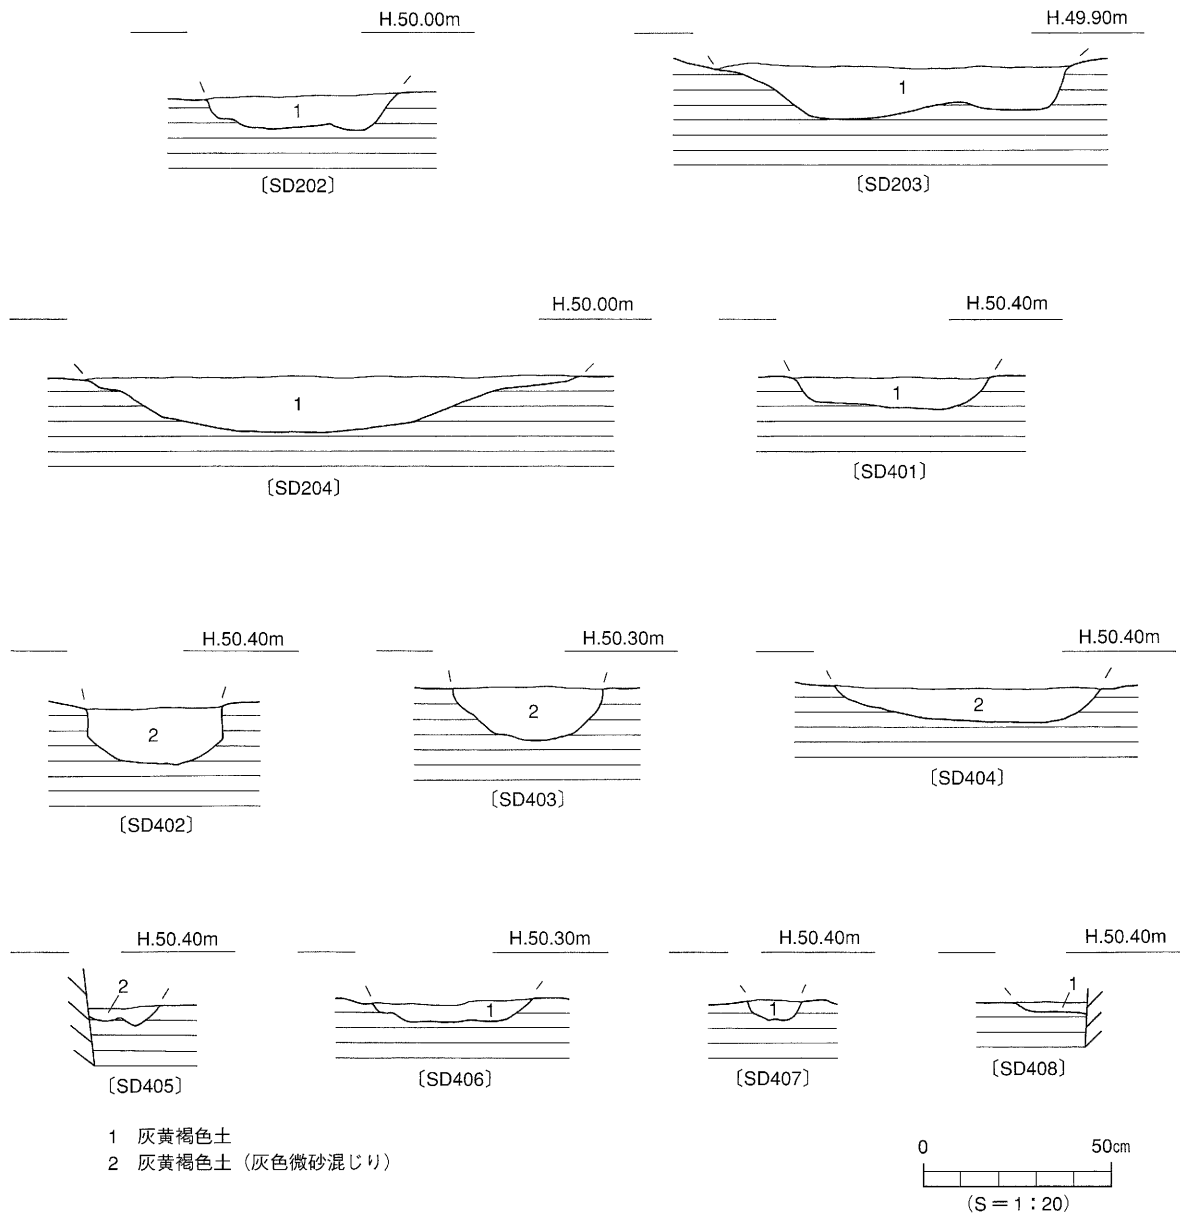 H.50.00m
1
〔SD202〕
H.49.90m
1
〔SD203〕
H.50.00m
1
〔SD204〕
H.50.40m
1
〔SD401〕
H.50.40m
2
〔SD402〕
H.50.30m
2
〔SD403〕
H.50.40m
2
〔SD404〕
H.50.40m
2
〔SD405〕
H.50.30m
1
〔SD406〕
H.50.40m
1
〔SD407〕
H.50.40m
1
〔SD408〕
1 灰黄褐色土
2 灰黄褐色土（灰色微砂混じり）
0 50cm
(S＝1：20)